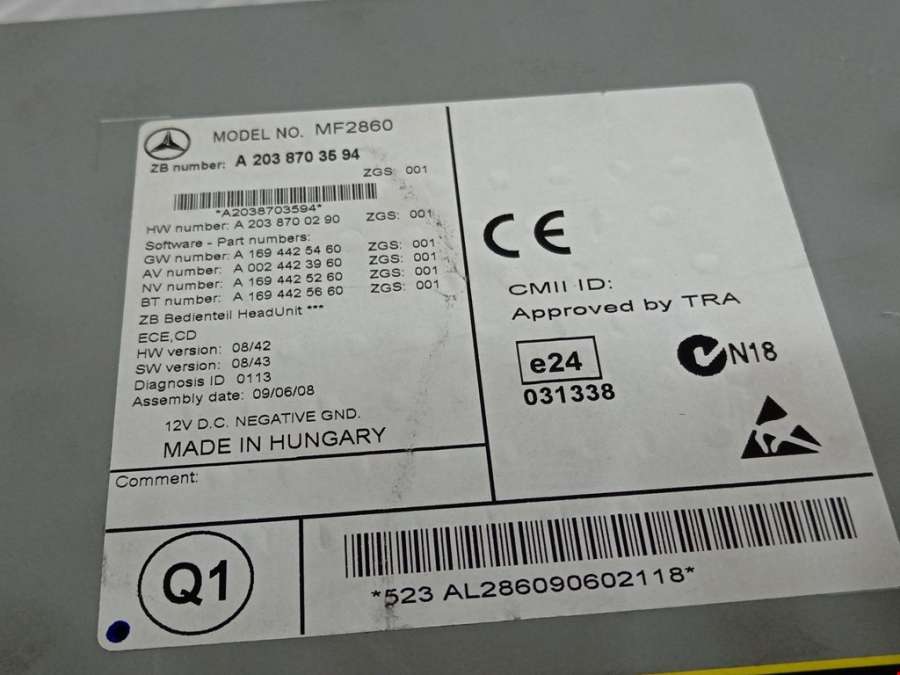 MODEL NO. MF2860
ZB number: A 203 870 35 94
ZGS: 001
*A2038703594*
HW number: A 203 870 02 90 ZGS: 001
Software - Part numbers:
GW number: A 169 442 54 60 ZGS: 001
AV number: A 002 442 39 60 ZGS: 001
NV number: A 169 442 52 60 ZGS: 001
BT number: A 169 442 56 60 ZGS: 001
ZB Bedienteil HeadUnit ***
ECE,CD
HW version: 08/42
SW version: 08/43
Diagnosis ID 0113
Assembly date: 09/06/08
12V D.C. NEGATIVE GND.
MADE IN HUNGARY
CE
CMII ID:
Approved by TRA
e24
031338
N18
Comment:
Q1
*523 AL286090602118*